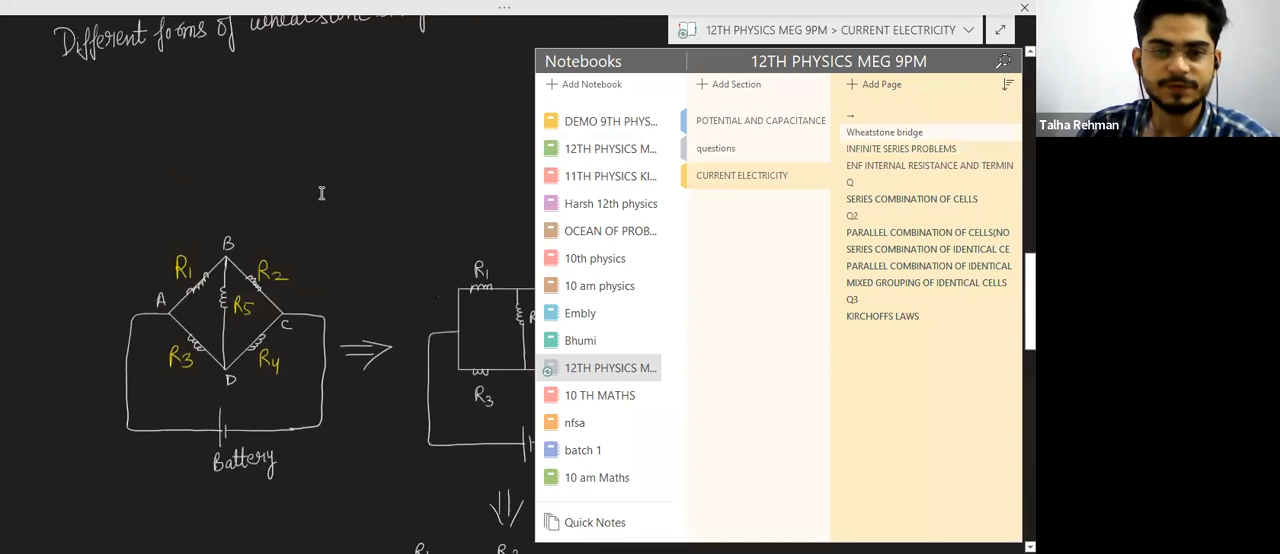 Different forms of wheatstone
12TH PHYSICS MEG 9PM > CURRENT ELECTRICITY
Notebooks
12TH PHYSICS MEG 9PM
Add Notebook
Add Section
Add Page
DEMO 9TH PHYS...
12TH PHYSICS M...
11TH PHYSICS KI...
Harsh 12th physics
OCEAN OF PROB...
10th physics
10 am physics
Embly
Bhumi
12TH PHYSICS M...
10 TH MATHS
nfsa
batch 1
10 am Maths
Quick Notes
POTENTIAL AND CAPACITANCE
questions
CURRENT ELECTRICITY
Wheatstone bridge
INFINITE SERIES PROBLEMS
ENF INTERNAL RESISTANCE AND TERMIN
Q
SERIES COMBINATION OF CELLS
Q2
PARALLEL COMBINATION OF CELLS(NO
SERIES COMBINATION OF IDENTICAL CE
PARALLEL COMBINATION OF IDENTICAL
MIXED GROUPING OF IDENTICAL CELLS
Q3
KIRCHOFFS LAWS
Talha Rehman
B
R1
R2
A
R5
C
R3
R4
D
Battery
R1
R3